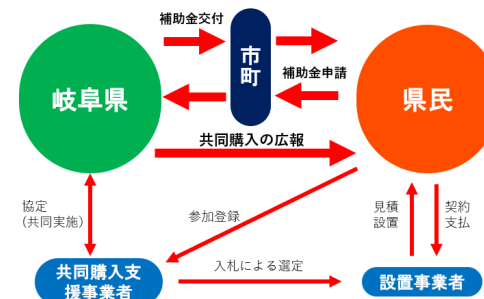 補助金交付
市
町
岐阜県
補助金申請
県民
共同購入の広報
協定
(共同実施)
参加登録
見積
設置
契約
支払
共同購入支
援事業者
入札による選定
設置事業者